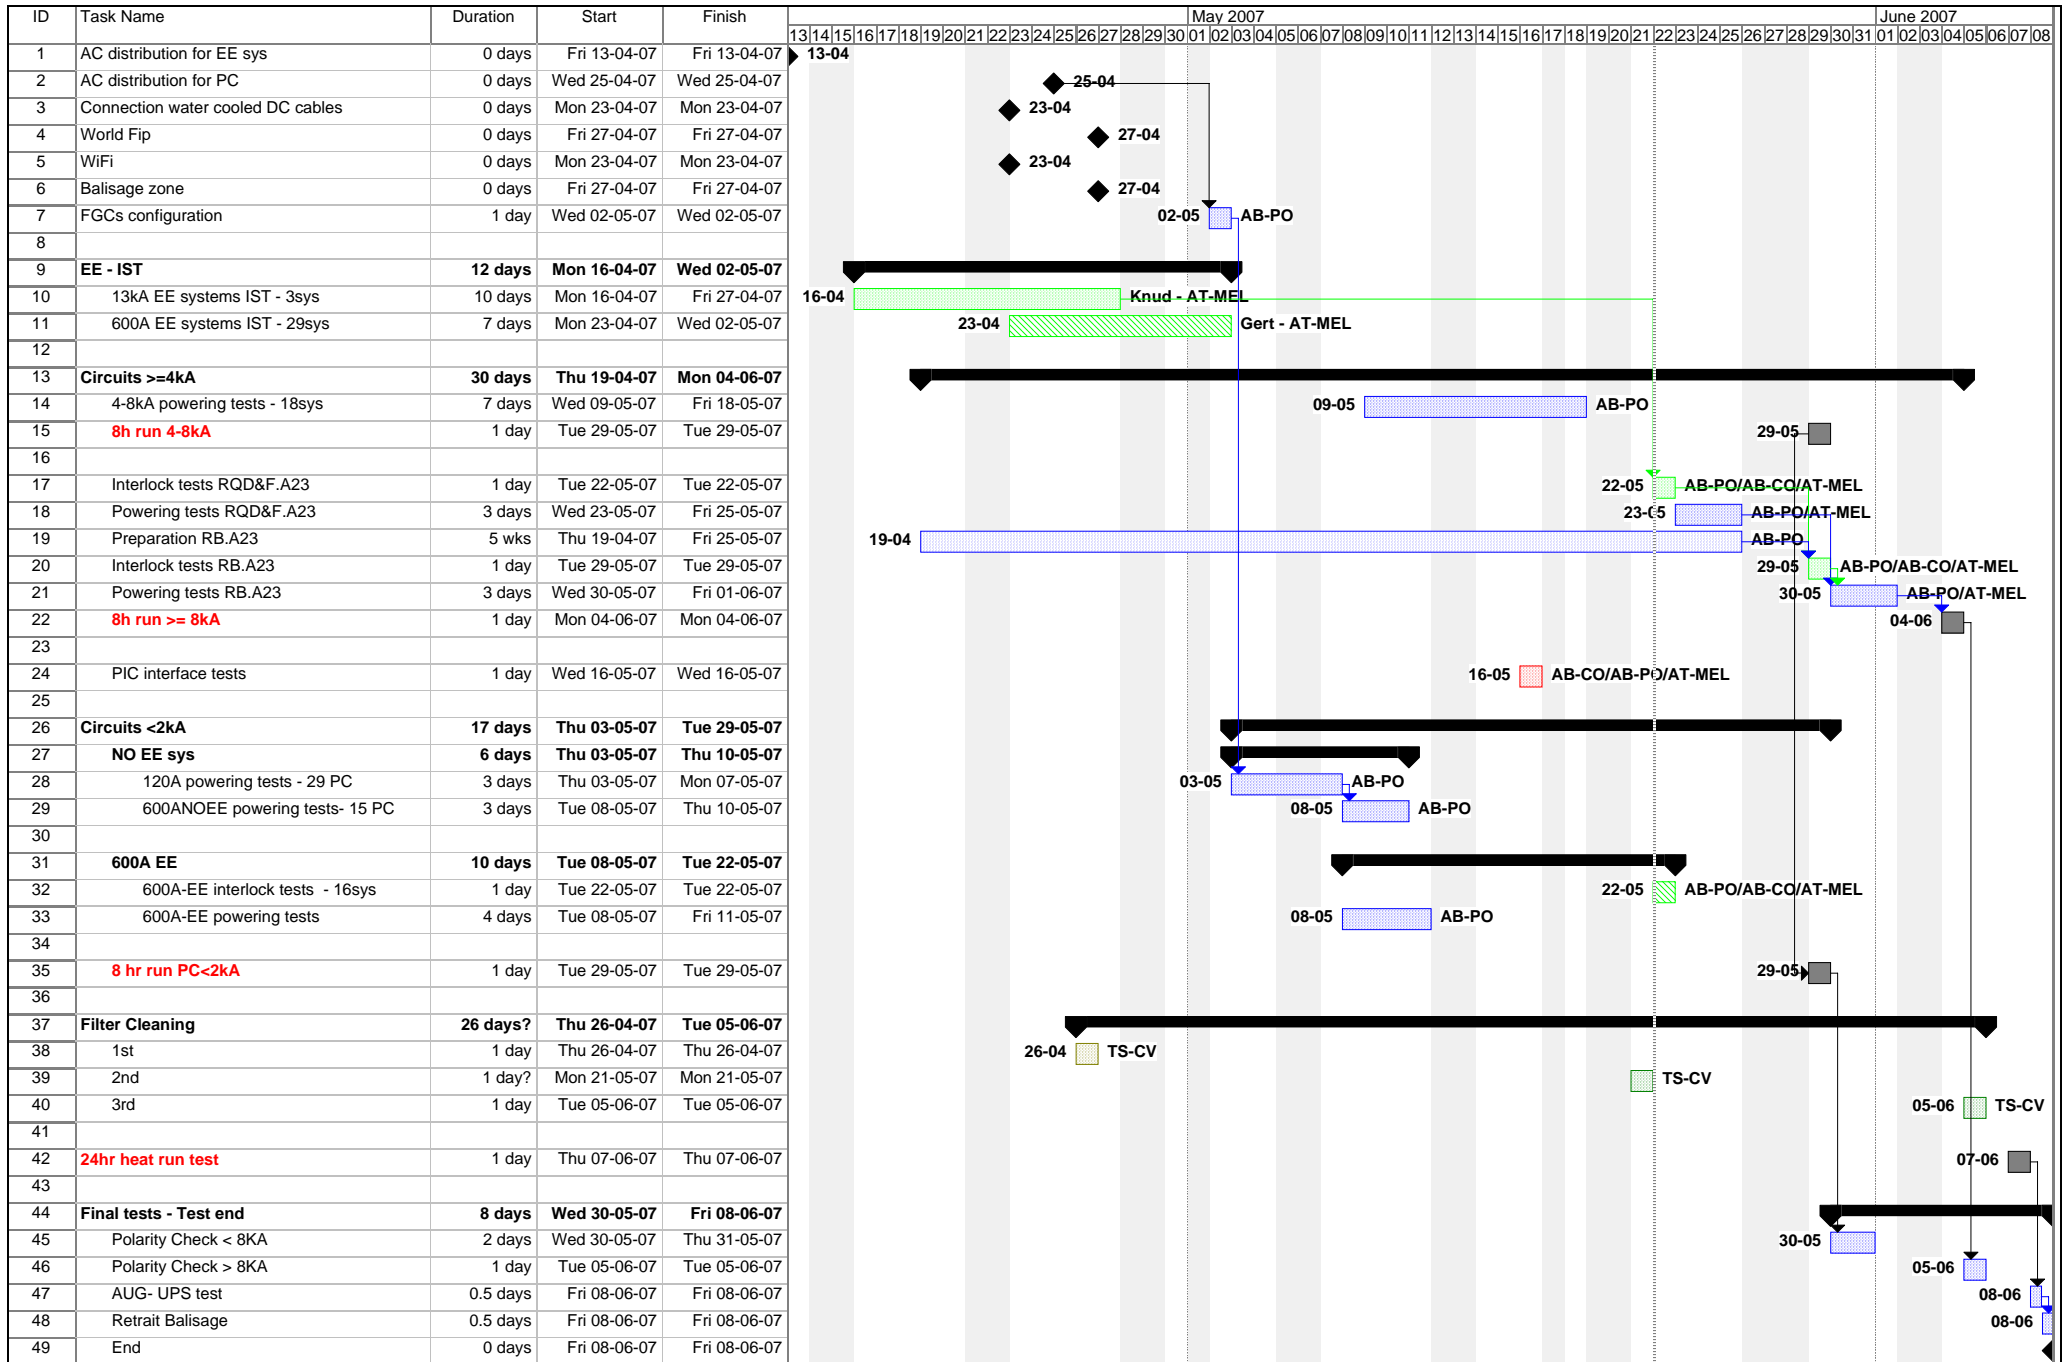 ID Task Name Duration Start Finish May 2007 June 2007
13 14 15 16 17 18 19 20 21 22 23 24 25 26 27 28 29 30 01 02 03 04 05 06 07 08 09 10 11 12 13 14 15 16 17 18 19 20 21 22 23 24 25 26 27 28 29 30 31 01 02 03 04 05 06 07 08
1 AC distribution for EE sys 0 days Fri 13-04-07 Fri 13-04-07 13-04
2 AC distribution for PC 0 days Wed 25-04-07 Wed 25-04-07 25-04
3 Connection water cooled DC cables 0 days Mon 23-04-07 Mon 23-04-07 23-04
4 World Fip 0 days Fri 27-04-07 Fri 27-04-07 27-04
5 WiFi 0 days Mon 23-04-07 Mon 23-04-07 23-04
6 Balisage zone 0 days Fri 27-04-07 Fri 27-04-07 27-04
7 FGCs configuration 1 day Wed 02-05-07 Wed 02-05-07 02-05 AB-PO
8
9 EE - IST 12 days Mon 16-04-07 Wed 02-05-07
10 13kA EE systems IST - 3sys 10 days Mon 16-04-07 Fri 27-04-07 16-04 Knud - AT-MEL
11 600A EE systems IST - 29sys 7 days Mon 23-04-07 Wed 02-05-07 23-04 Gert - AT-MEL
12
13 Circuits >=4kA 30 days Thu 19-04-07 Mon 04-06-07
14 4-8kA powering tests - 18sys 7 days Wed 09-05-07 Fri 18-05-07 09-05 AB-PO
15 8h run 4-8kA 1 day Tue 29-05-07 Tue 29-05-07 29-05
16
17 Interlock tests RQD&F.A23 1 day Tue 22-05-07 Tue 22-05-07 22-05 AB-PO/AB-CO/AT-MEL
18 Powering tests RQD&F.A23 3 days Wed 23-05-07 Fri 25-05-07 23-05 AB-PO/AT-MEL
19 Preparation RB.A23 5 wks Thu 19-04-07 Fri 25-05-07 19-04 AB-PO
20 Interlock tests RB.A23 1 day Tue 29-05-07 Tue 29-05-07 29-05 AB-PO/AB-CO/AT-MEL
21 Powering tests RB.A23 3 days Wed 30-05-07 Fri 01-06-07 30-05 AB-PO/AT-MEL
22 8h run >= 8kA 1 day Mon 04-06-07 Mon 04-06-07 04-06
23
24 PIC interface tests 1 day Wed 16-05-07 Wed 16-05-07 16-05 AB-CO/AB-PO/AT-MEL
25
26 Circuits <2kA 17 days Thu 03-05-07 Tue 29-05-07
27 NO EE sys 6 days Thu 03-05-07 Thu 10-05-07
28 120A powering tests - 29 PC 3 days Thu 03-05-07 Mon 07-05-07 03-05 AB-PO
29 600ANOEE powering tests- 15 PC 3 days Tue 08-05-07 Thu 10-05-07 08-05 AB-PO
30
31 600A EE 10 days Tue 08-05-07 Tue 22-05-07
32 600A-EE interlock tests - 16sys 1 day Tue 22-05-07 Tue 22-05-07 22-05 AB-PO/AB-CO/AT-MEL
33 600A-EE powering tests 4 days Tue 08-05-07 Fri 11-05-07 08-05 AB-PO
34
35 8 hr run PC<2kA 1 day Tue 29-05-07 Tue 29-05-07 29-05
36
37 Filter Cleaning 26 days? Thu 26-04-07 Tue 05-06-07
38 1st 1 day Thu 26-04-07 Thu 26-04-07 26-04 TS-CV
39 2nd 1 day? Mon 21-05-07 Mon 21-05-07 TS-CV
40 3rd 1 day Tue 05-06-07 Tue 05-06-07 05-06 TS-CV
41
42 24hr heat run test 1 day Thu 07-06-07 Thu 07-06-07 07-06
43
44 Final tests - Test end 8 days Wed 30-05-07 Fri 08-06-07
45 Polarity Check < 8KA 2 days Wed 30-05-07 Thu 31-05-07 30-05
46 Polarity Check > 8KA 1 day Tue 05-06-07 Tue 05-06-07 05-06
47 AUG- UPS test 0.5 days Fri 08-06-07 Fri 08-06-07 08-06
48 Retrait Balisage 0.5 days Fri 08-06-07 Fri 08-06-07 08-06
49 End 0 days Fri 08-06-07 Fri 08-06-07